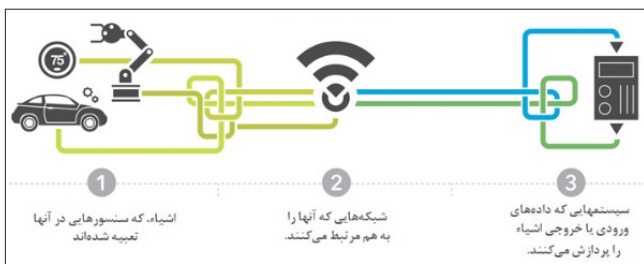 75°
1
اشیاء، که سنسورهایی در آنها
تعبیه شده‌اند
2
شبکه‌هایی که آنها را
به هم مرتبط می‌کنند.
3
سیستمهایی که داده‌های
ورودی یا خروجی اشیاء
را پردازش می‌کنند.